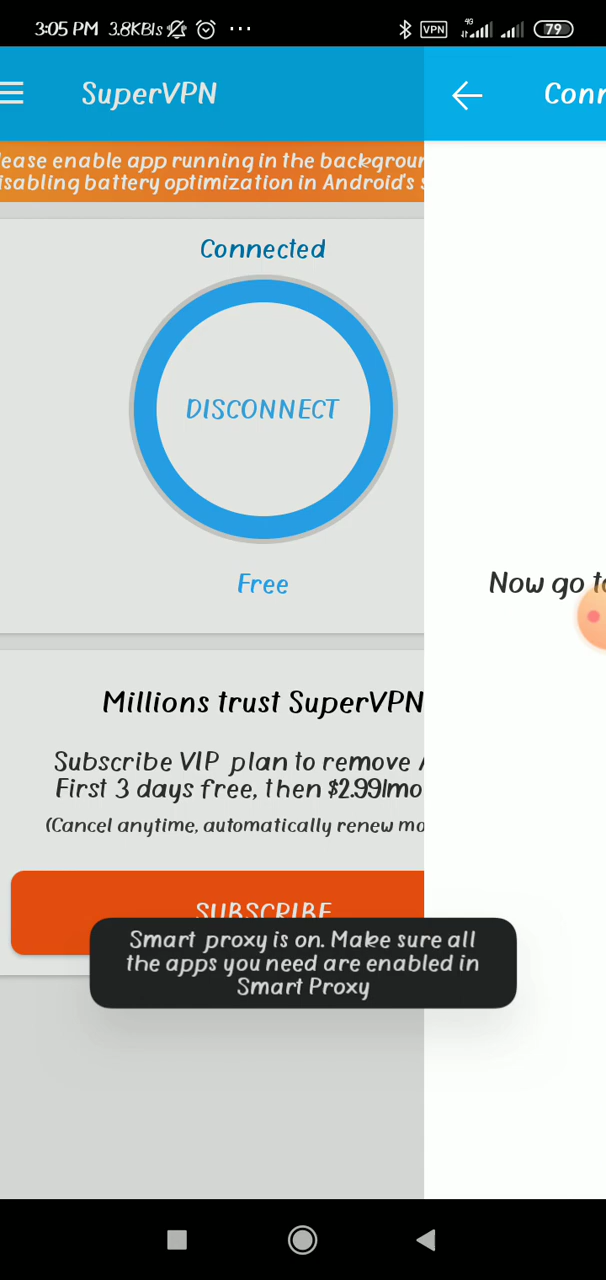 3:05 PM 3.8KB/s
VPN 4G 79
SuperVPN
Conn
lease enable app running in the backgroun
isabling battery optimization in Android's s
Connected
DISCONNECT
Free
Now go to
Millions trust SuperVPN
Subscribe VIP plan to remove A
First 3 days free, then $2.99/mo
(Cancel anytime, automatically renew mo
SUBSCRIBE
Smart proxy is on. Make sure all
the apps you need are enabled in
Smart Proxy